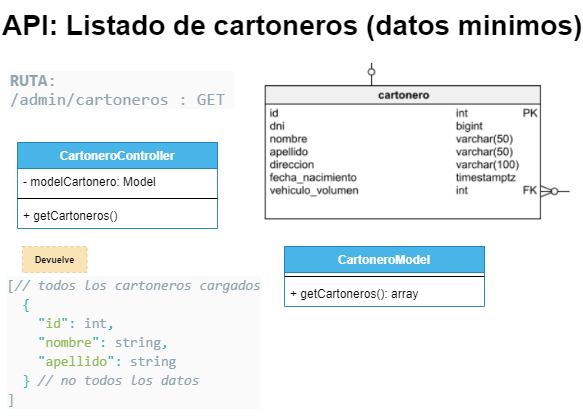 API: Listado de cartoneros (datos minimos)
RUTA:
/admin/cartoneros : GET
cartonero
id int PK
dni bigint
nombre varchar(50)
apellido varchar(50)
direccion varchar(100)
fecha_nacimiento timestamptz
vehiculo_volumen int FK
CartoneroController
- modelCartonero: Model
+ getCartoneros()
Devuelve
[// todos los cartoneros cargados
{
"id": int,
"nombre": string,
"apellido": string
} // no todos los datos
]
CartoneroModel
+ getCartoneros(): array